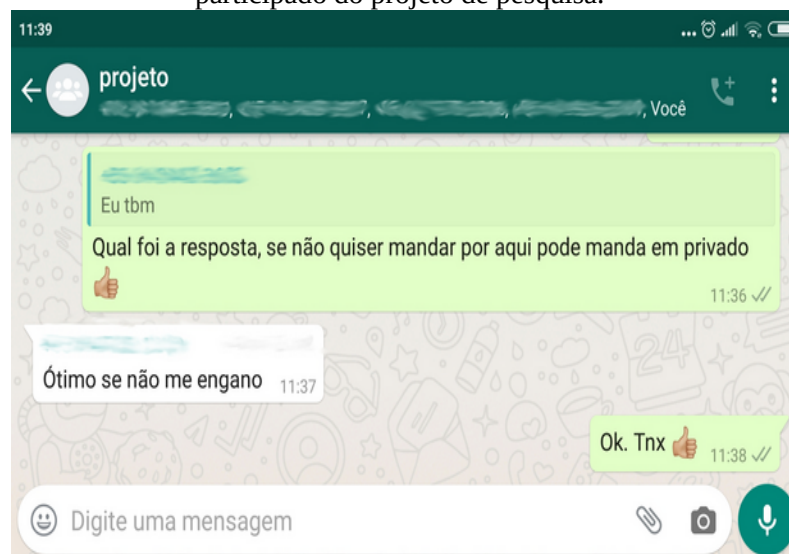 participado do projeto de pesquisa.
11:39
projeto
, Você
Eu tbm
Qual foi a resposta, se não quiser mandar por aqui pode manda em privado
👍
11:36
Ótimo se não me engano 11:37
Ok. Tnx 👍 11:38
Digite uma mensagem